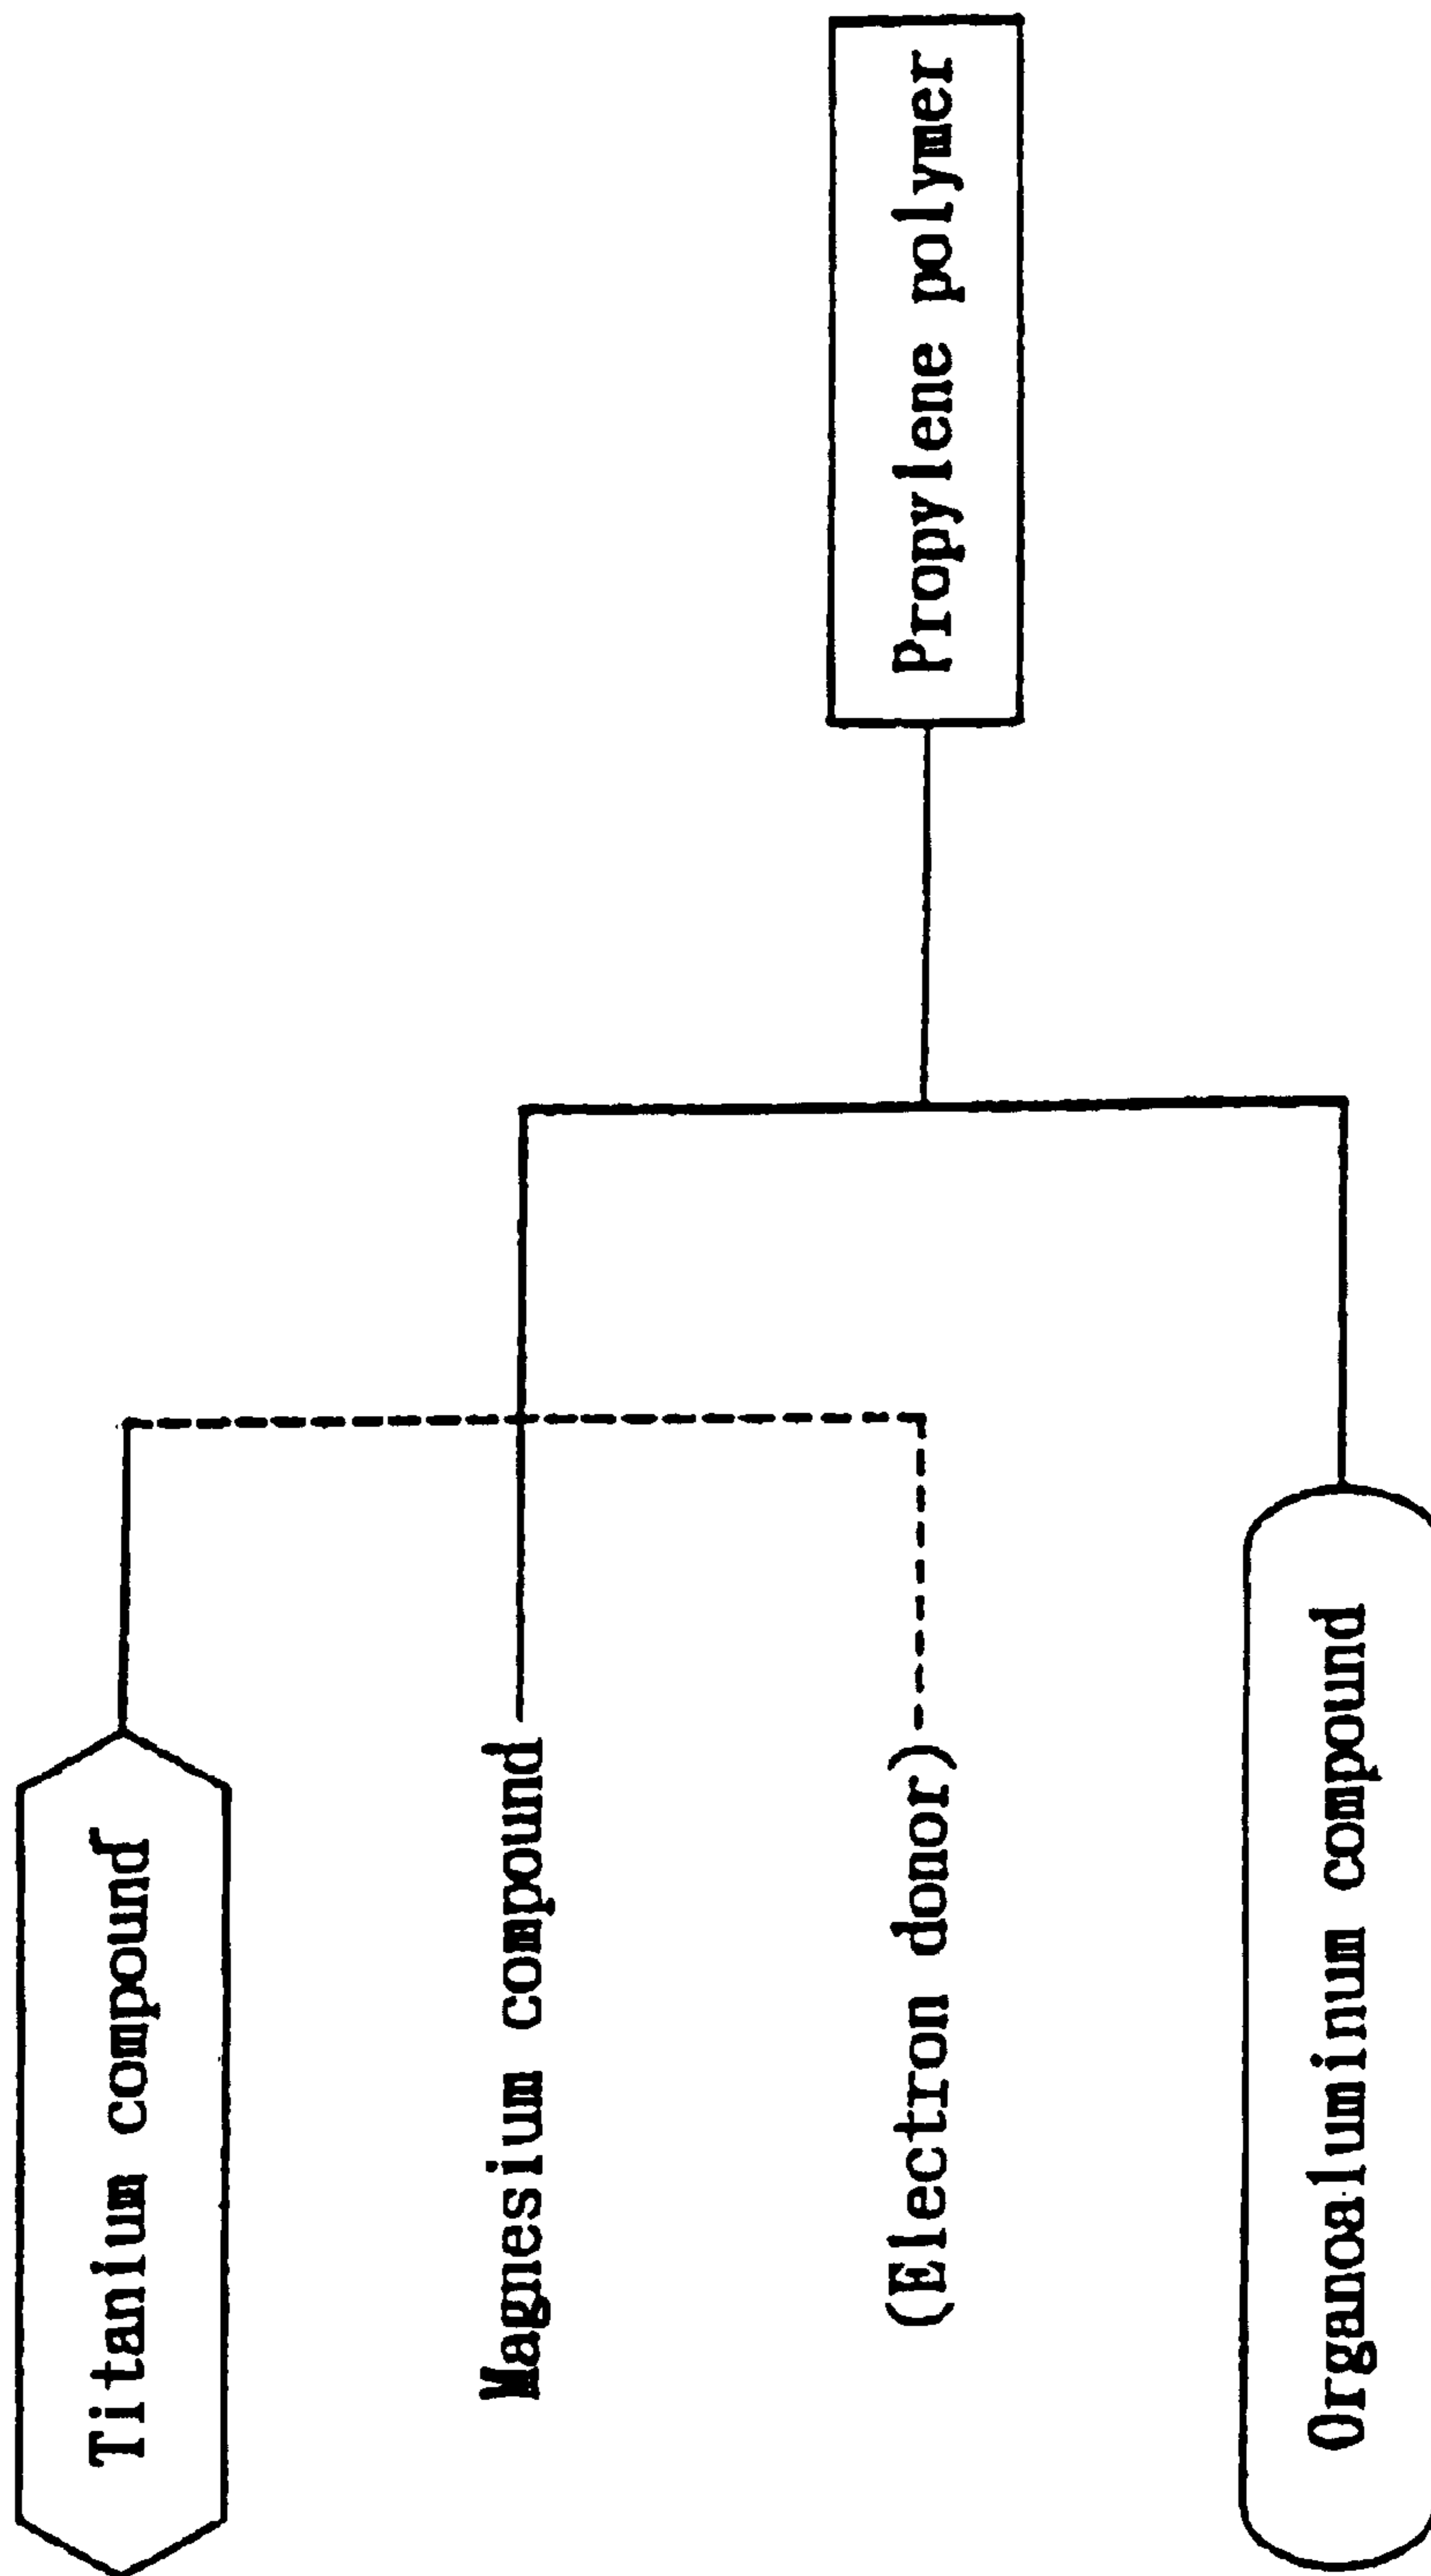 Titanium compound
Magnesium compound
(Electron donor)
Organoaluminum compound
Propylene polymer